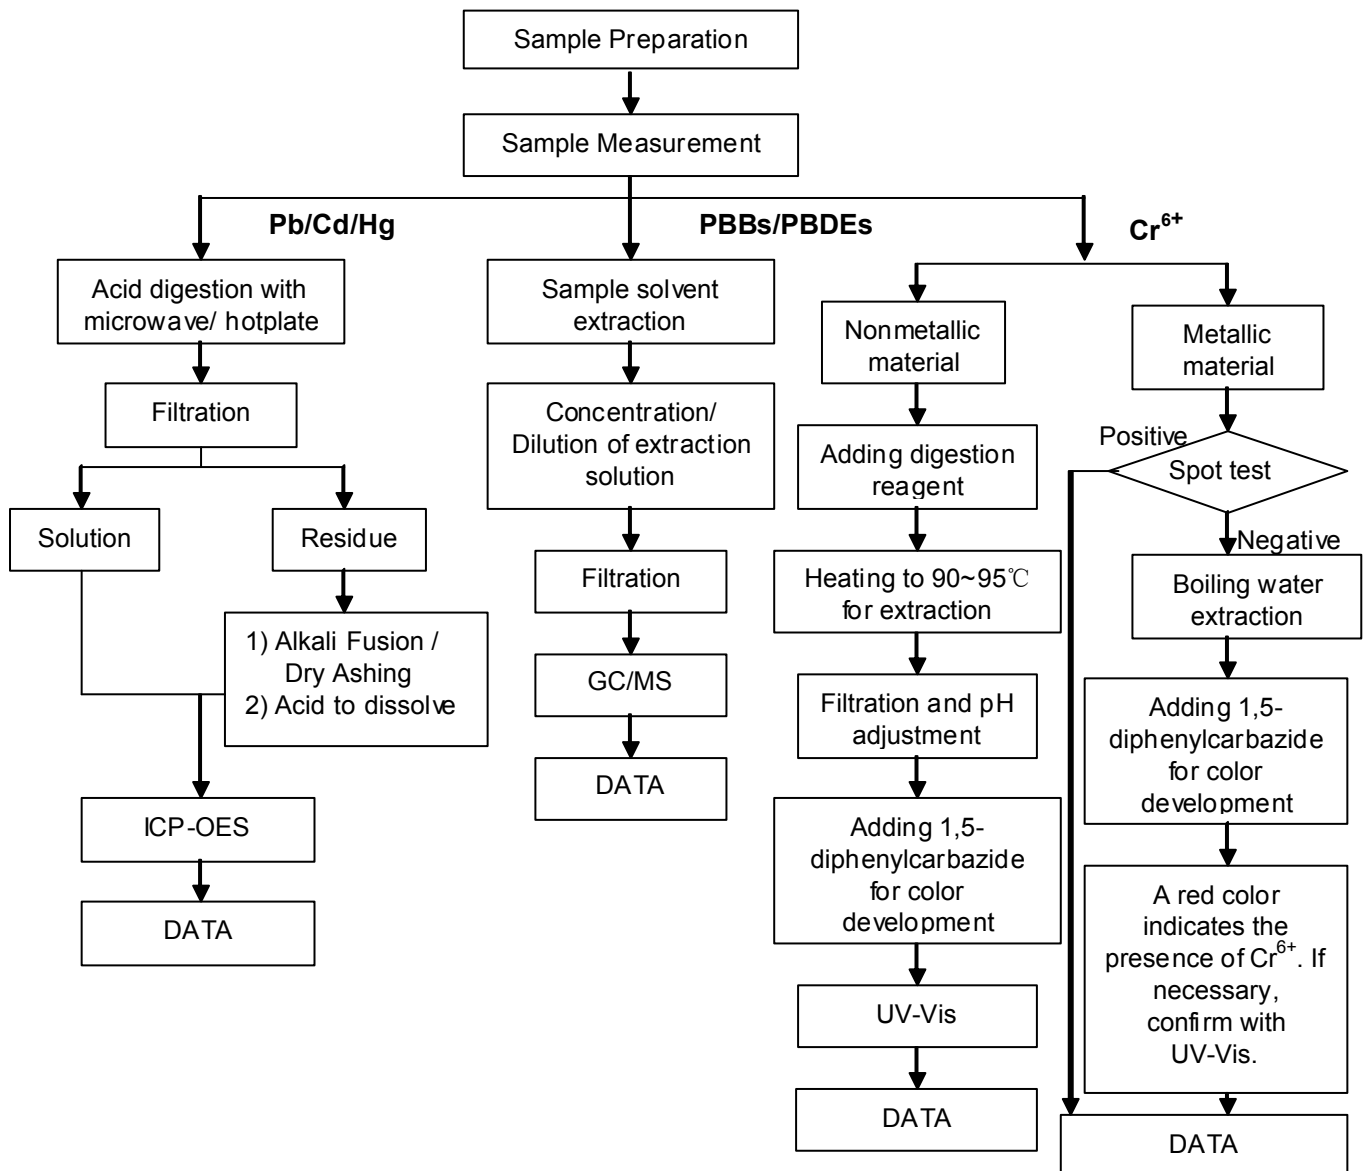 Sample Preparation
Sample Measurement
Pb/Cd/Hg
PBBs/PBDEs
Cr⁶⁺
Acid digestion with
microwave/ hotplate
Filtration
Solution
Residue
1) Alkali Fusion /
Dry Ashing
2) Acid to dissolve
ICP-OES
DATA
Sample solvent
extraction
Concentration/
Dilution of extraction
solution
Filtration
GC/MS
DATA
Nonmetallic
material
Adding digestion
reagent
Heating to 90~95℃
for extraction
Filtration and pH
adjustment
Adding 1,5-
diphenylcarbazide
for color
development
UV-Vis
DATA
Metallic
material
Positive
Spot test
Negative
Boiling water
extraction
Adding 1,5-
diphenylcarbazide
for color
development
A red color
indicates the
presence of Cr⁶⁺. If
necessary,
confirm with
UV-Vis.
DATA